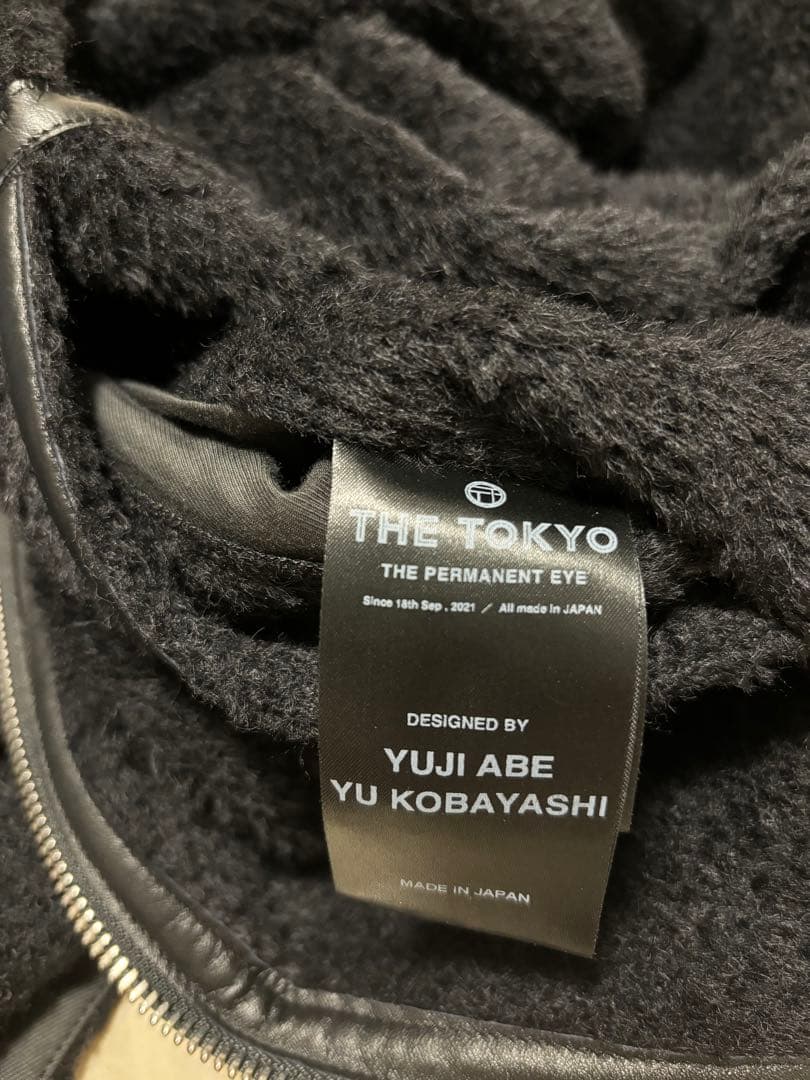 THE TOKYO
THE PERMANENT EYE
Since 18th Sep , 2021 / All made in JAPAN
DESIGNED BY
YUJI ABE
YU KOBAYASHI
MADE IN JAPAN